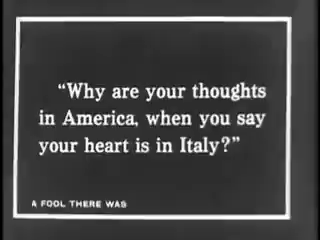 “Why are your thoughts
in America, when you say
your heart is in Italy?”
A FOOL THERE WAS